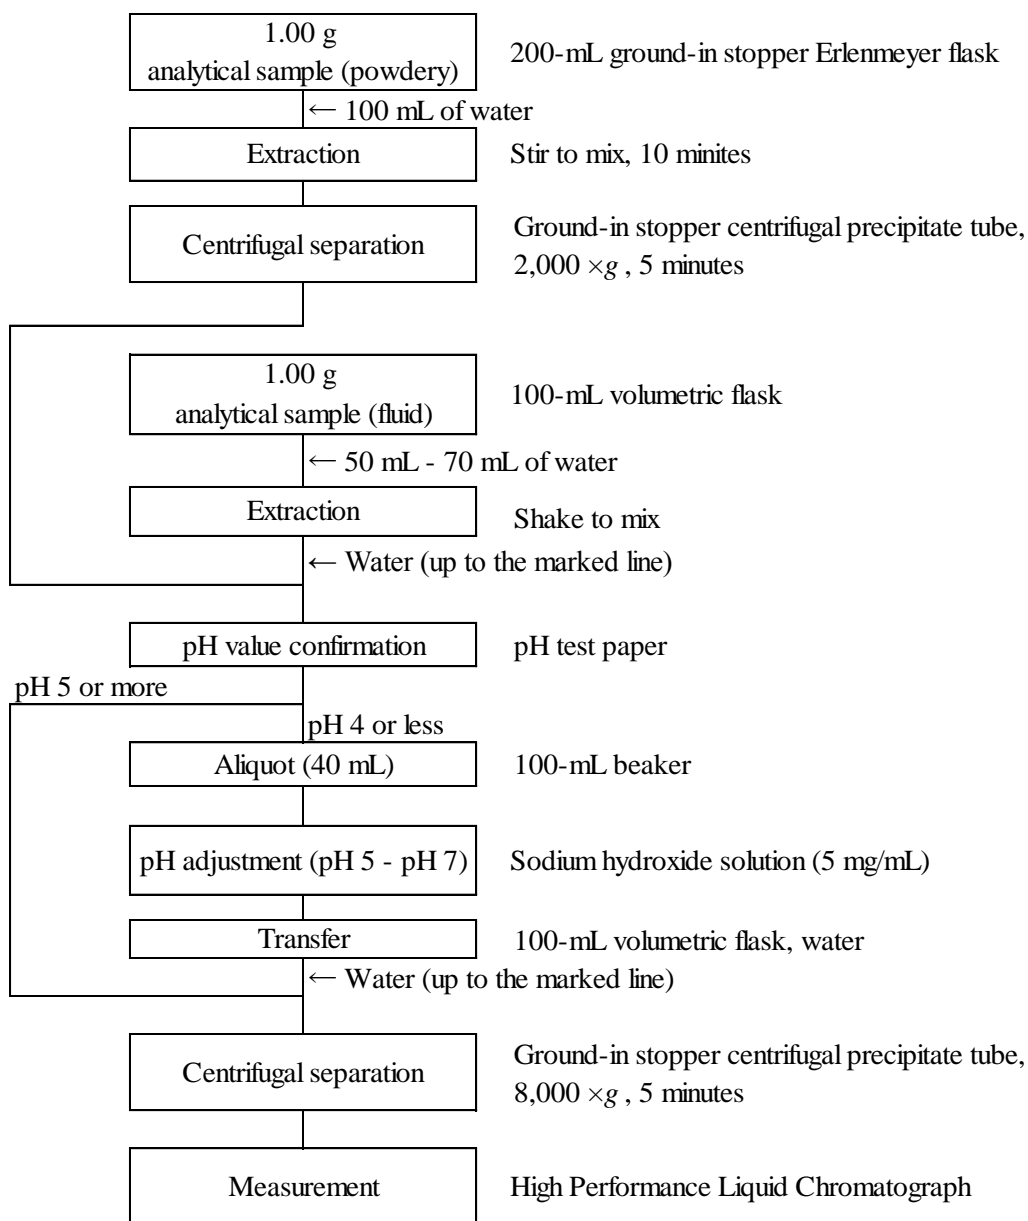 1.00 g
analytical sample (powdery)
200-mL ground-in stopper Erlenmeyer flask
← 100 mL of water
Extraction
Stir to mix, 10 minites
Centrifugal separation
Ground-in stopper centrifugal precipitate tube,
2,000 ×g , 5 minutes
1.00 g
analytical sample (fluid)
100-mL volumetric flask
← 50 mL - 70 mL of water
Extraction
Shake to mix
← Water (up to the marked line)
pH value confirmation
pH test paper
pH 5 or more
pH 4 or less
Aliquot (40 mL)
100-mL beaker
pH adjustment (pH 5 - pH 7)
Sodium hydroxide solution (5 mg/mL)
Transfer
100-mL volumetric flask, water
← Water (up to the marked line)
Centrifugal separation
Ground-in stopper centrifugal precipitate tube,
8,000 ×g , 5 minutes
Measurement
High Performance Liquid Chromatograph